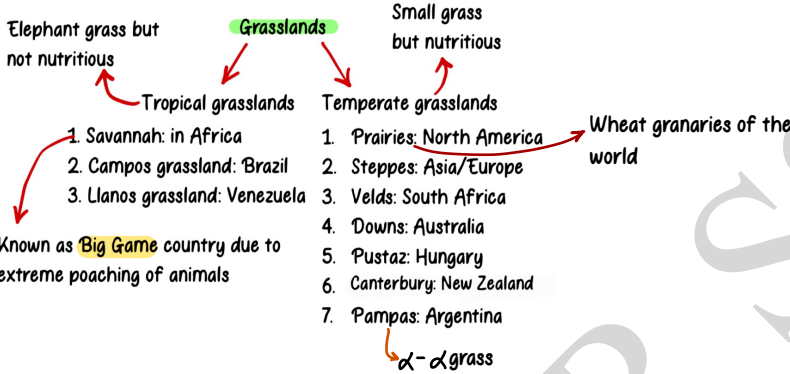 Grasslands
Elephant grass but
not nutritious
Small grass
but nutritious
Tropical grasslands
1. Savannah: in Africa
2. Campos grassland: Brazil
3. Llanos grassland: Venezuela
Known as Big Game country due to
extreme poaching of animals
Temperate grasslands
1. Prairies: North America
2. Steppes: Asia/Europe
3. Velds: South Africa
4. Downs: Australia
5. Pustaz: Hungary
6. Canterbury: New Zealand
7. Pampas: Argentina
α-α grass
Wheat granaries of the
world